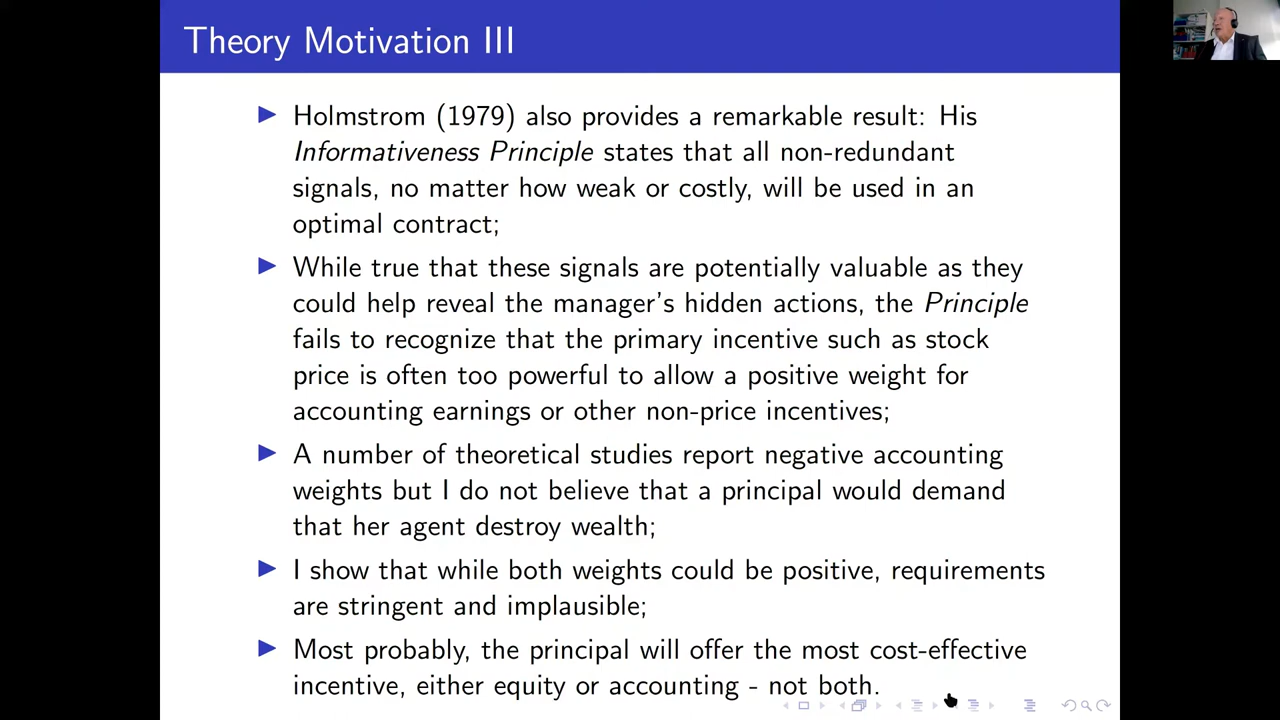 Theory Motivation III
Holmstrom (1979) also provides a remarkable result: His
Informativeness Principle states that all non-redundant
signals, no matter how weak or costly, will be used in an
optimal contract;
While true that these signals are potentially valuable as they
could help reveal the manager's hidden actions, the Principle
fails to recognize that the primary incentive such as stock
price is often too powerful to allow a positive weight for
accounting earnings or other non-price incentives;
A number of theoretical studies report negative accounting
weights but I do not believe that a principal would demand
that her agent destroy wealth;
I show that while both weights could be positive, requirements
are stringent and implausible;
Most probably, the principal will offer the most cost-effective
incentive, either equity or accounting - not both.